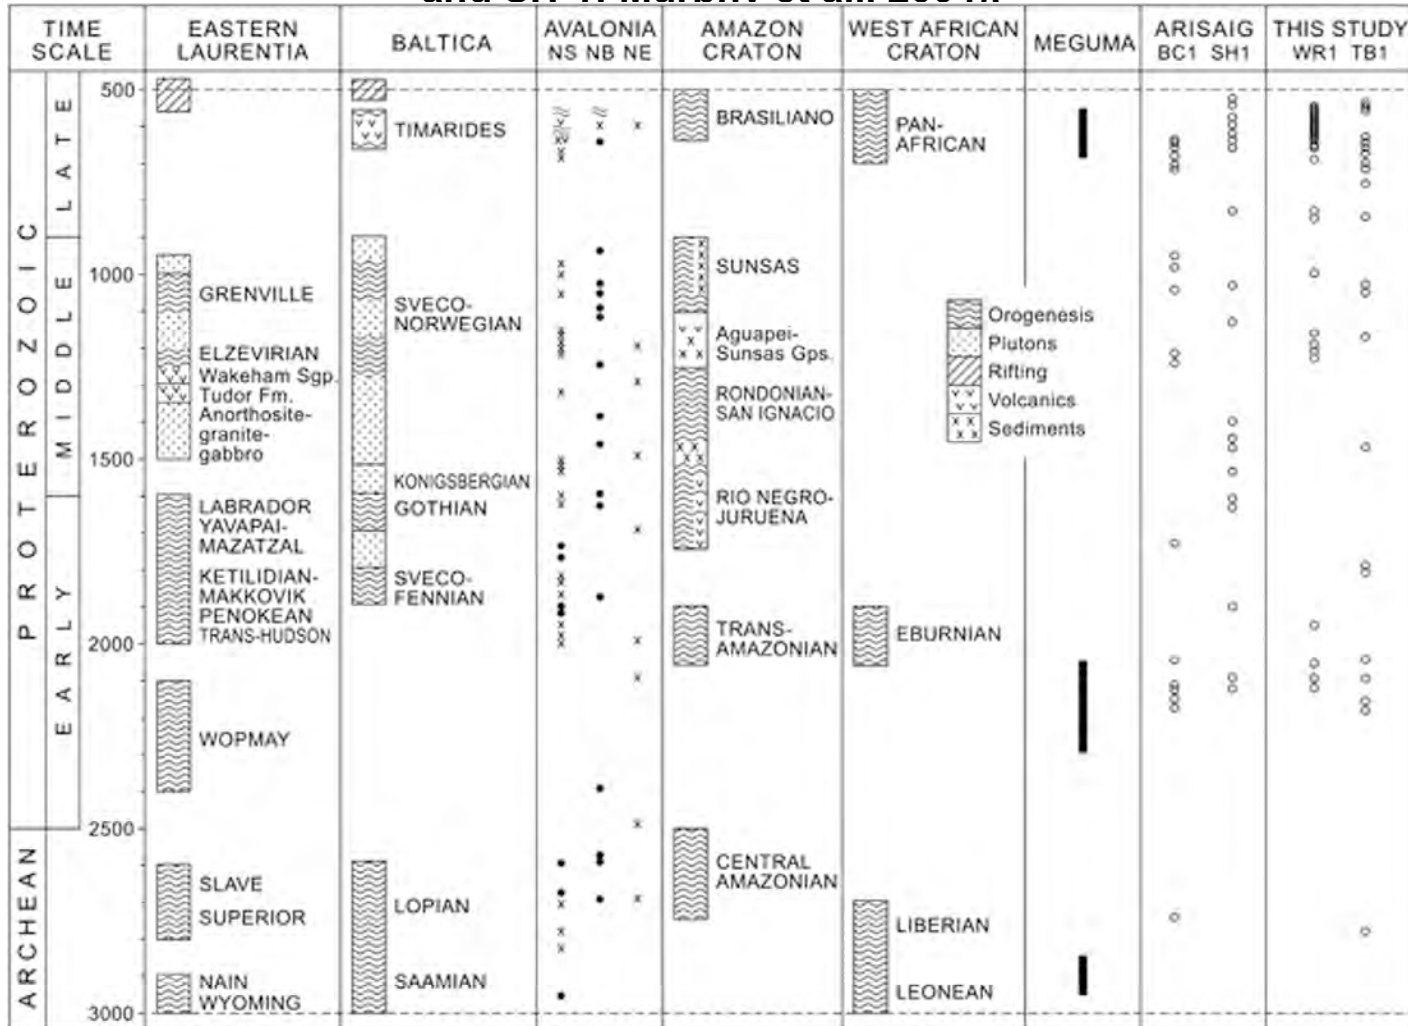 TIME SCALE
EASTERN LAURENTIA
BALTICA
AVALONIA
NS NB NE
AMAZON CRATON
WEST AFRICAN CRATON
MEGUMA
ARISAIG
BC1 SH1
THIS STUDY
WR1 TB1
PROTEROZOIC
LATE
MIDDLE
EARLY
ARCHEAN
500
1000
1500
2000
2500
3000
GRENVILLE
ELZEVIRIAN
Wakeham Sgp.
Tudor Fm.
Anorthosite-
granite-
gabbro
LABRADOR
YAVAPAI-
MAZATZAL
KETILIDIAN-
MAKKOVIK
PENOKEAN
TRANS-HUDSON
WOPMAY
SLAVE
SUPERIOR
NAIN
WYOMING
TIMARIDES
SVECO-
NORWEGIAN
KONIGSBERGIAN
GOTHIAN
SVECO-
FENNIAN
LOPIAN
SAAMIAN
BRASILIANO
SUNSAS
Aguapei-
Sunsas Gps.
RONDONIAN-
SAN IGNACIO
RIO NEGRO-
JURUENA
TRANS-
AMAZONIAN
CENTRAL
AMAZONIAN
PAN-
AFRICAN
EBURNIAN
LIBERIAN
LEONEAN
Orogenesis
Plutons
Rifting
Volcanics
Sediments